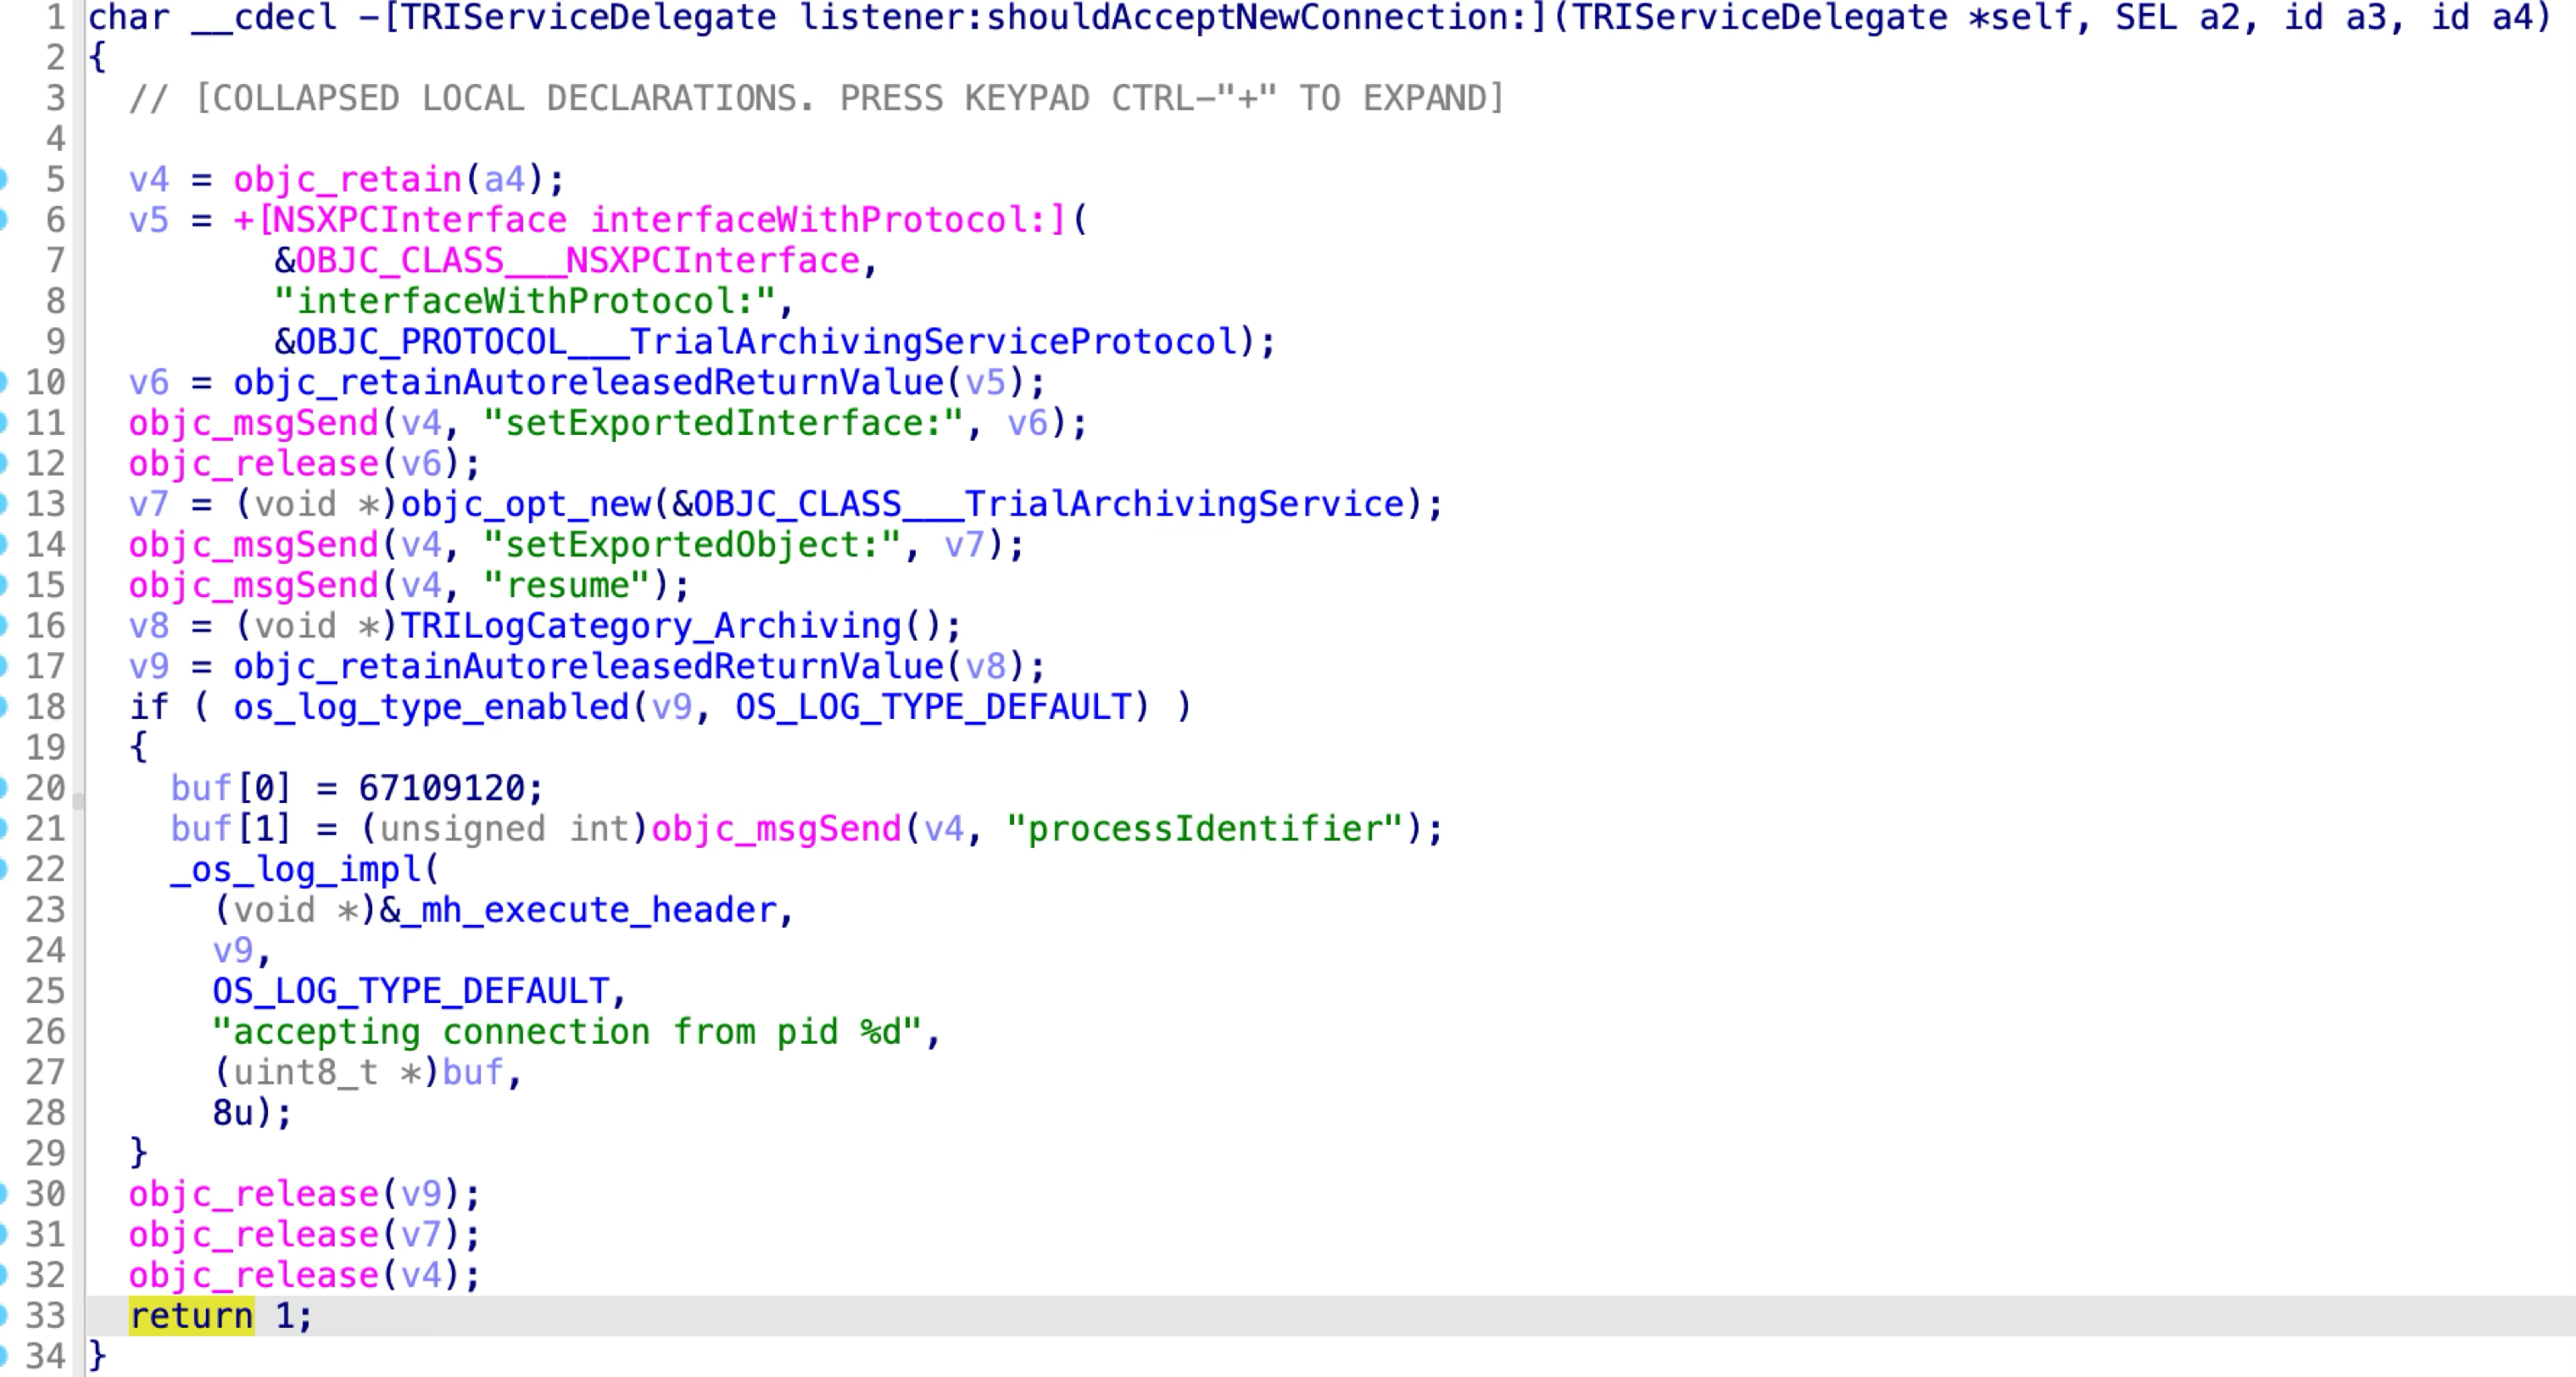 1 char __cdecl -[TRIServiceDelegate listener:shouldAcceptNewConnection:](TRIServiceDelegate *self, SEL a2, id a3, id a4)
2 {
3 // [COLLAPSED LOCAL DECLARATIONS. PRESS KEYPAD CTRL-"+" TO EXPAND]
4
5 v4 = objc_retain(a4);
6 v5 = +[NSXPCInterface interfaceWithProtocol:](
7 &OBJC_CLASS___NSXPCInterface,
8 "interfaceWithProtocol:",
9 &OBJC_PROTOCOL___TrialArchivingServiceProtocol);
10 v6 = objc_retainAutoreleasedReturnValue(v5);
11 objc_msgSend(v4, "setExportedInterface:", v6);
12 objc_release(v6);
13 v7 = (void *)objc_opt_new(&OBJC_CLASS___TrialArchivingService);
14 objc_msgSend(v4, "setExportedObject:", v7);
15 objc_msgSend(v4, "resume");
16 v8 = (void *)TRILogCategory_Archiving();
17 v9 = objc_retainAutoreleasedReturnValue(v8);
18 if ( os_log_type_enabled(v9, OS_LOG_TYPE_DEFAULT) )
19 {
20 buf[0] = 67109120;
21 buf[1] = (unsigned int)objc_msgSend(v4, "processIdentifier");
22 _os_log_impl(
23 (void *)&_mh_execute_header,
24 v9,
25 OS_LOG_TYPE_DEFAULT,
26 "accepting connection from pid %d",
27 (uint8_t *)buf,
28 8u);
29 }
30 objc_release(v9);
31 objc_release(v7);
32 objc_release(v4);
33 return 1;
34 }